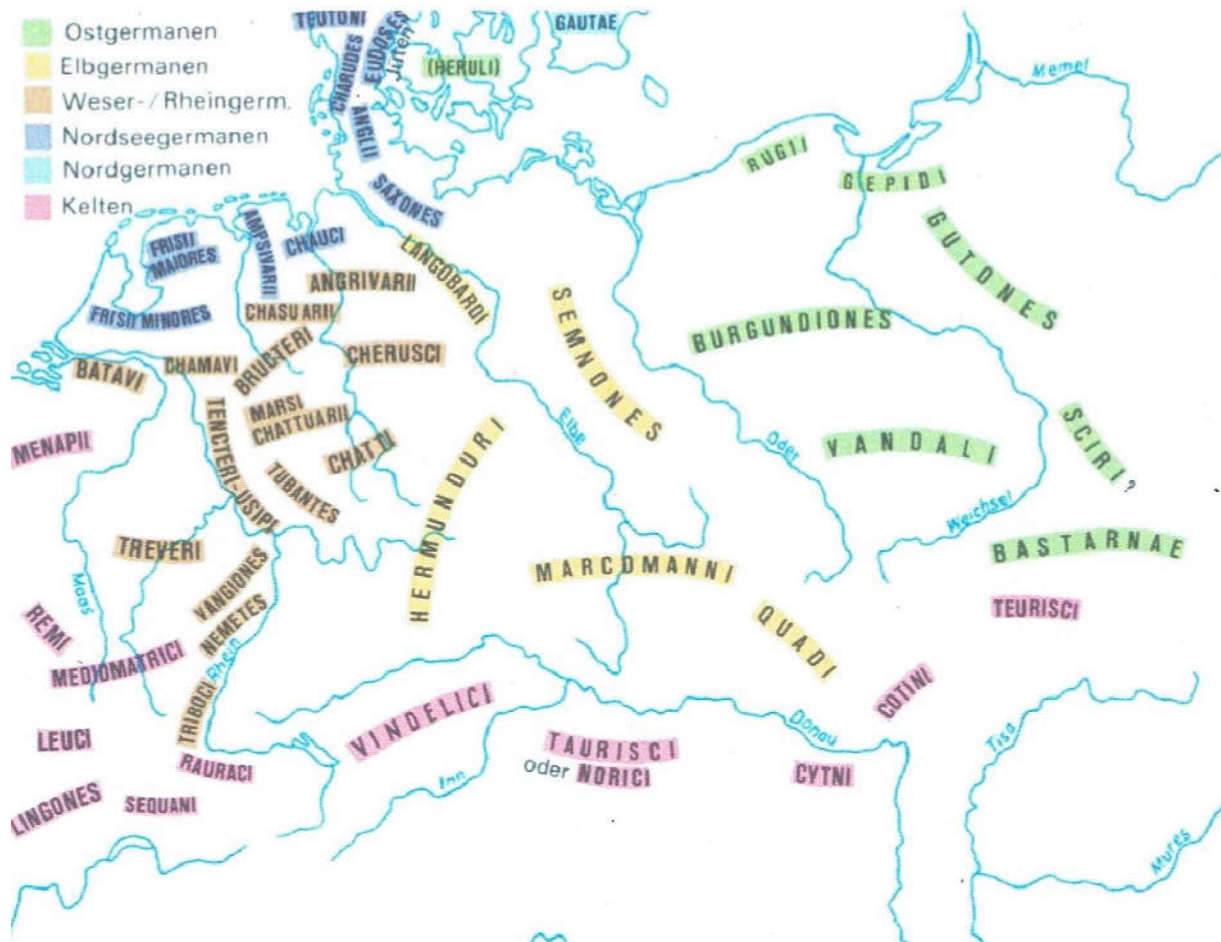 Ostgermanen
Elbgermanen
Weser-/Rheingerm.
Nordseegermanen
Nordgermanen
Kelten
TEUTONI
CHARUDES
EUDOSES
Jüten
(HERULI)
GAUTAE
Memel
ANGLII
RUGII
GEPIDI
SAXONES
FRISII
MAIORES
AMPSIVARII
CHAUCI
LANGOBARDI
GUTONES
ANGRIVARII
FRISII MINORES
CHASUARII
SEMNONES
BURGUNDIONES
BATAVI
CHAMAVI
BRUCTERI
CHERUSCI
MARSI
CHATTUARII
TENCTERI-USIPI
CHATTI
TUBANTES
MENAPII
HERMUNDURI
Elbe
Oder
VANDALI
SCIRI?
Weichsel
TREVERI
BASTARNAE
Maas
VANGIONES
NEMETES
MARCOMANNI
TEURISCI
REMI
MEDIOMATRICI
Rhein
QUADI
TRIBOCI
COTINI
LEUCI
RAURACI
VINDELICI
TAURISCI
oder NORICI
Inn
Donau
CYTNI
Tisa
LINGONES
SEQUANI
Mures